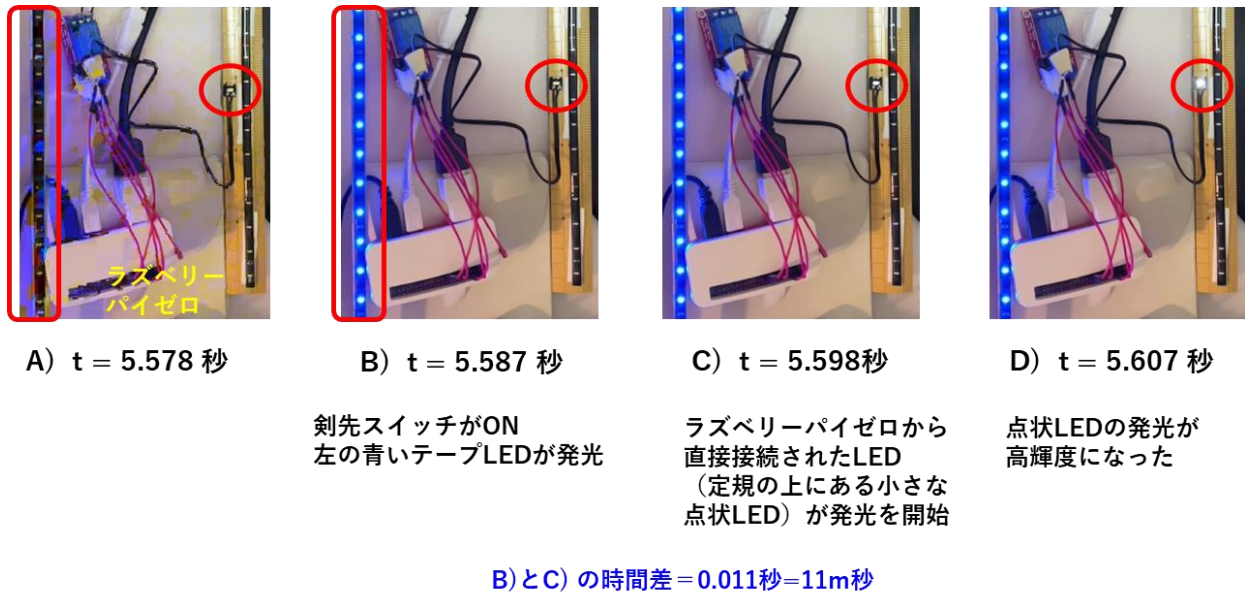 ラズベリー
パイゼロ
A）t = 5.578 秒
B）t = 5.587 秒
C）t = 5.598秒
D）t = 5.607 秒
剣先スイッチがON
左の青いテープLEDが発光
ラズベリーパイゼロから
直接接続されたLED
（定規の上にある小さな
点状LED）が発光を開始
点状LEDの発光が
高輝度になった
B)とC) の時間差＝0.011秒=11m秒